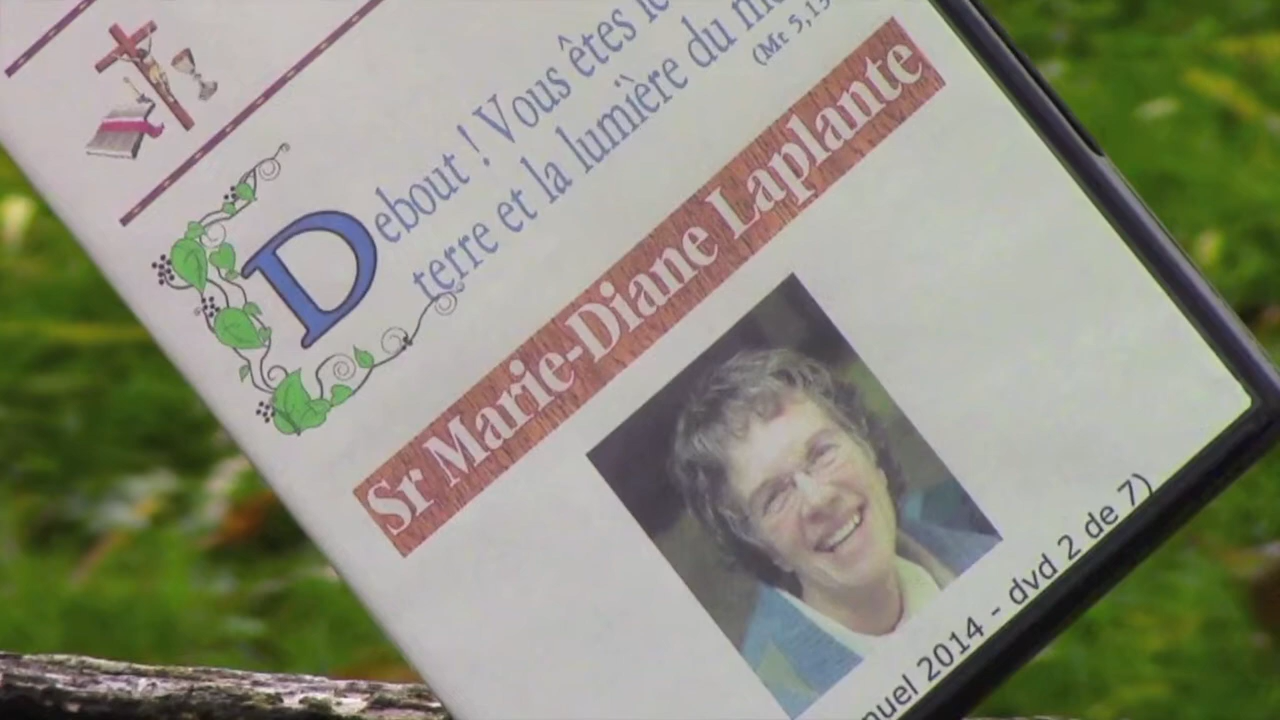 Debout ! Vous êtes le
terre et la lumière du
(Mt 5,13
Sr Marie-Diane Laplante
2014 - dvd 2 de 7)